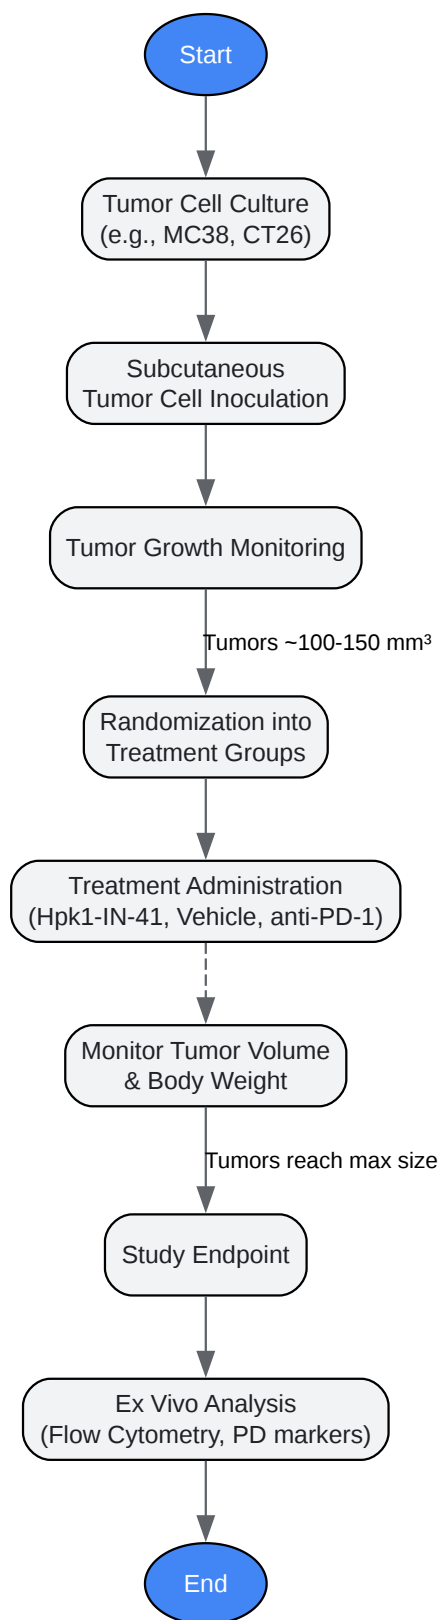 Start
Tumor Cell Culture
(e.g., MC38, CT26)
Subcutaneous
Tumor Cell Inoculation
Tumor Growth Monitoring
Tumors ~100-150 mm³
Randomization into
Treatment Groups
Treatment Administration
(Hpk1-IN-41, Vehicle, anti-PD-1)
Monitor Tumor Volume
& Body Weight
Tumors reach max size
Study Endpoint
Ex Vivo Analysis
(Flow Cytometry, PD markers)
End